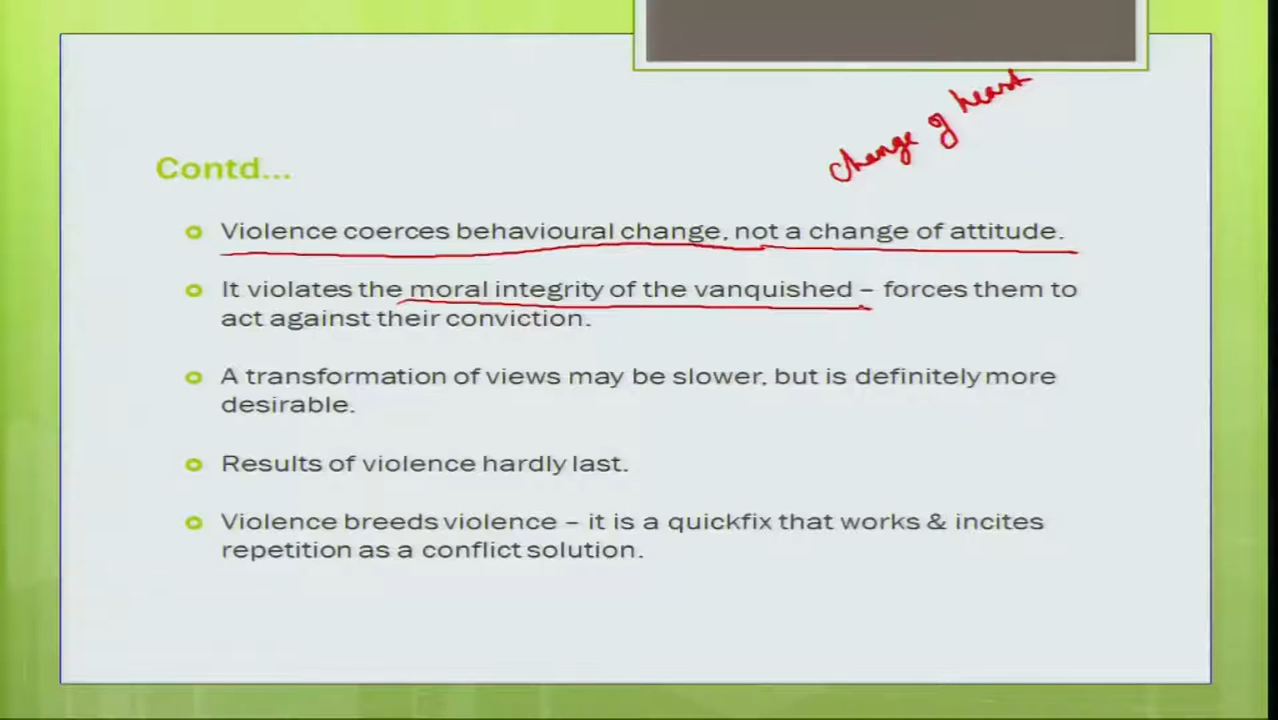 change of heart
Contd...
Violence coerces behavioural change, not a change of attitude.
It violates the moral integrity of the vanquished – forces them to
act against their conviction.
A transformation of views may be slower, but is definitely more
desirable.
Results of violence hardly last.
Violence breeds violence – it is a quickfix that works & incites
repetition as a conflict solution.